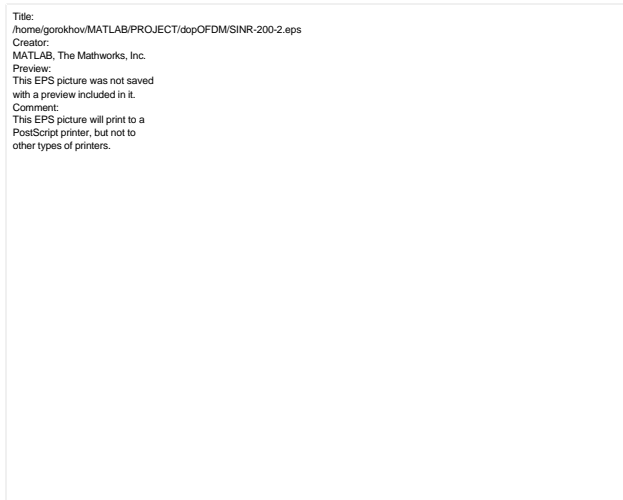 Title:
/home/gorokhov/MATLAB/PROJECT/dopOFDM/SINR-200-2.eps
Creator:
MATLAB, The Mathworks, Inc.
Preview:
This EPS picture was not saved
with a preview included in it.
Comment:
This EPS picture will print to a
PostScript printer, but not to
other types of printers.